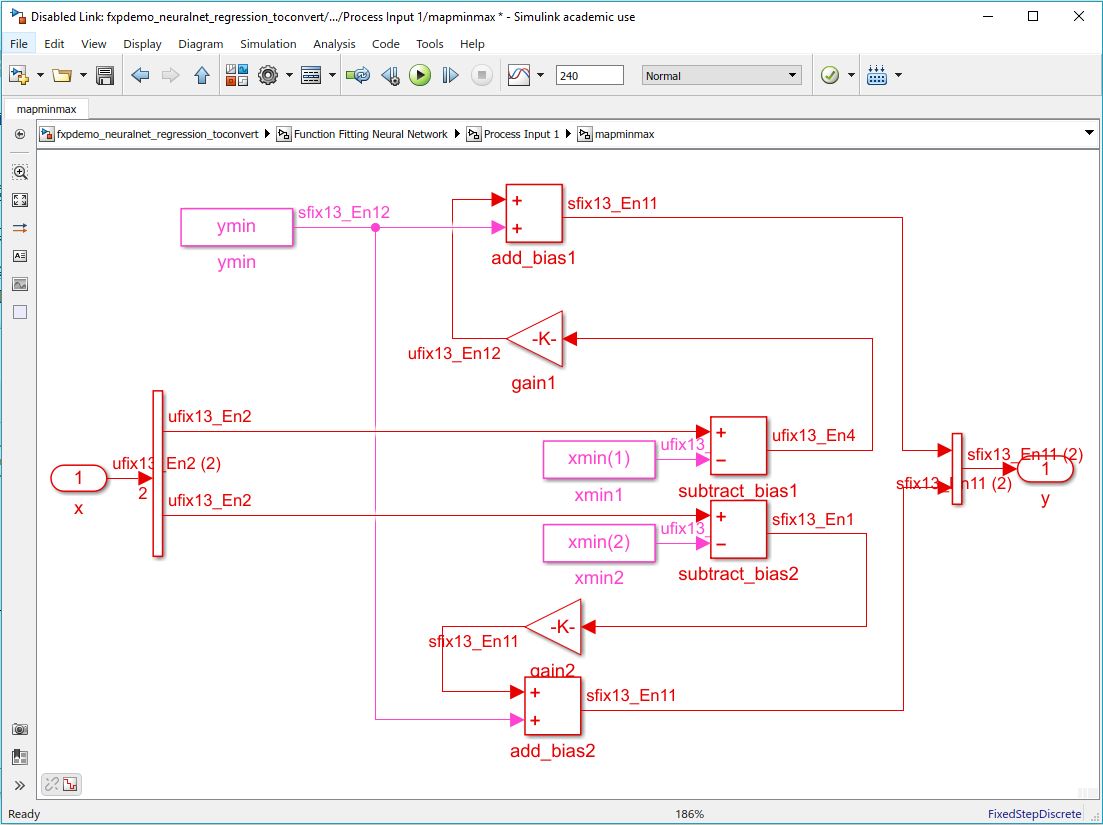 Disabled Link: fxpdemo_neuralnet_regression_toconvert/.../Process Input 1/mapminmax * - Simulink academic use
File Edit View Display Diagram Simulation Analysis Code Tools Help
240 Normal
mapminmax
fxpdemo_neuralnet_regression_toconvert Function Fitting Neural Network Process Input 1 mapminmax
+ sfix13_En11
ymin sfix13_En12 +
ymin add_bias1
-K-
ufix13_En12
gain1
ufix13_En2
+ ufix13_En4
xmin(1) ufix13_ −
sfix13_En11 (2)
ufix13_En2 (2)
1 1
2 sfix13_En11 (2)
xmin1 subtract_bias1
x ufix13_En2 y
+ sfix13_En1
xmin(2) ufix13_ −
xmin2 subtract_bias2
-K-
sfix13_En11
gain2
+ sfix13_En11
+
add_bias2
Ready 186% FixedStepDiscrete